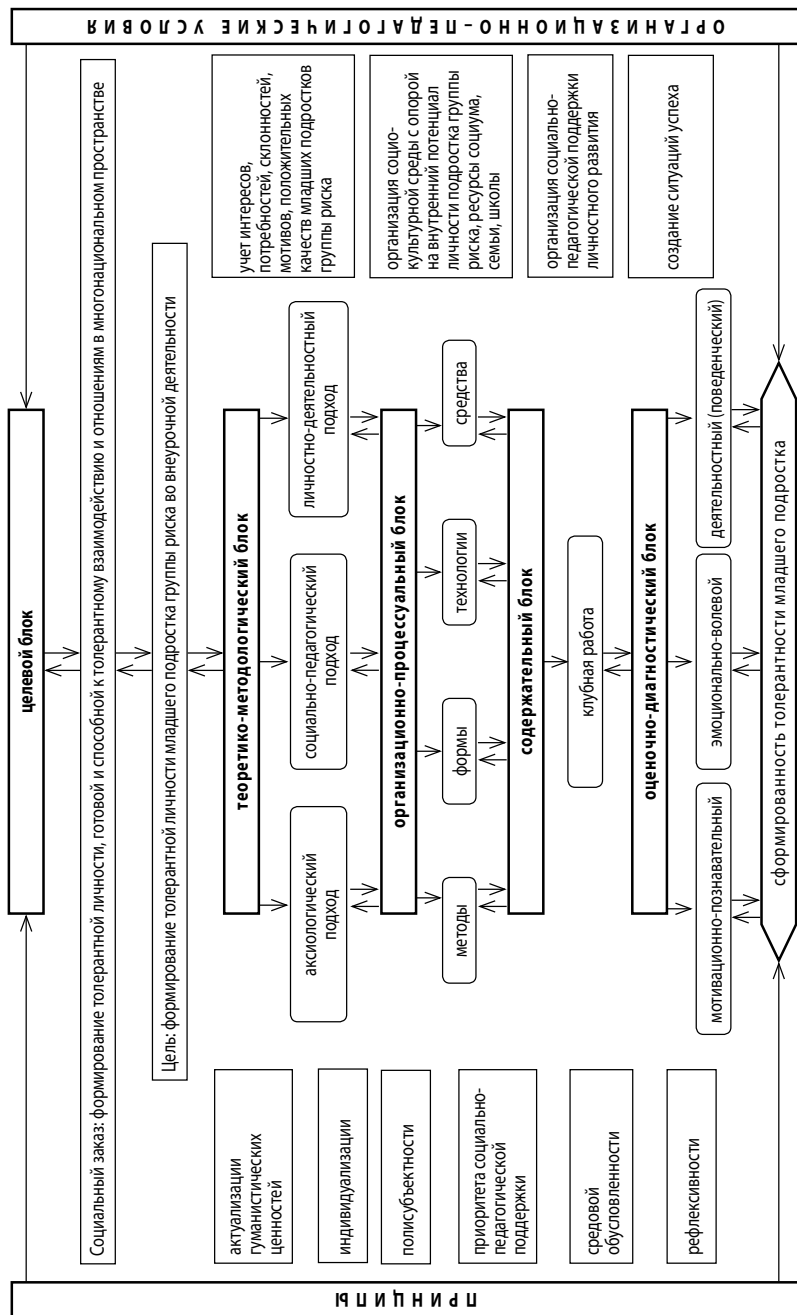 ПРИНЦИПЫ
актуализации
гуманистических
ценностей
индивидуализации
полисубъектности
приоритета социально-
педагогической
поддержки
средовой
обусловленности
рефлексивности
целевой блок
Социальный заказ: формирование толерантной личности, готовой и способной к толерантному взаимодействию и отношениям в многонациональном пространстве
Цель: формирование толерантной личности младшего подростка группы риска во внеурочной деятельности
теоретико-методологический блок
аксиологический
подход
социально-педагогический
подход
личностно-деятельностный
подход
организационно-процессуальный блок
методы
формы
технологии
средства
содержательный блок
клубная работа
оценочно-диагностический блок
мотивационно-познавательный
эмоционально-волевой
деятельностный (поведенческий)
сформированность толерантности младшего подростка
учет интересов,
потребностей, склонностей,
мотивов, положительных
качеств младших подростков
группы риска
организация социо-
культурной среды с опорой
на внутренний потенциал
личности подростка группы
риска, ресурсы социума,
семьи, школы
организация социально-
педагогической поддержки
личностного развития
создание ситуаций успеха
ОРГАНИЗАЦИОННО-ПЕДАГОГИЧЕСКИЕ УСЛОВИЯ